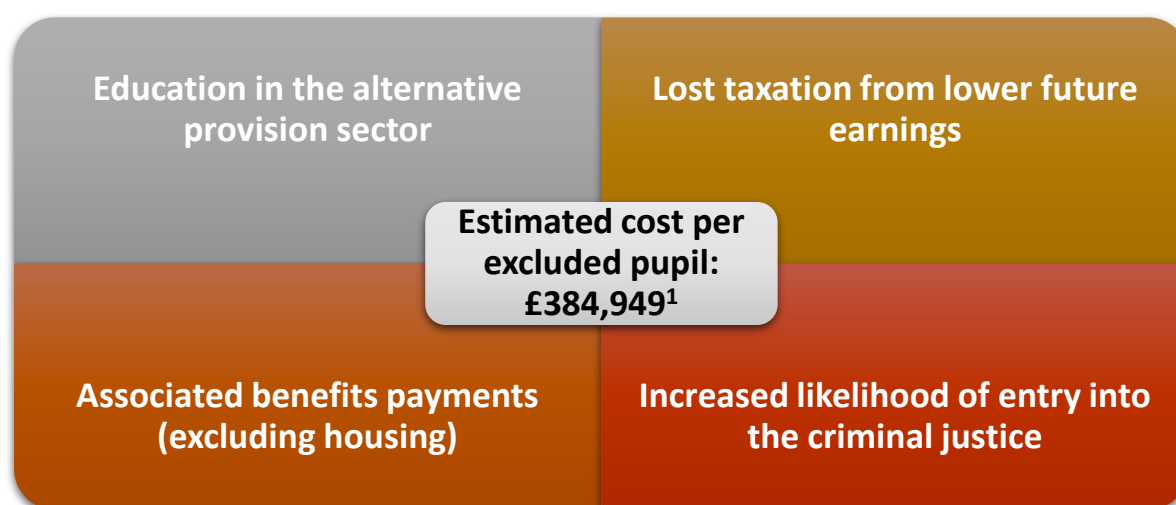 Education in the alternative
provision sector
Lost taxation from lower future
earnings
Estimated cost per
excluded pupil:
£384,949¹
Associated benefits payments
(excluding housing)
Increased likelihood of entry into
the criminal justice